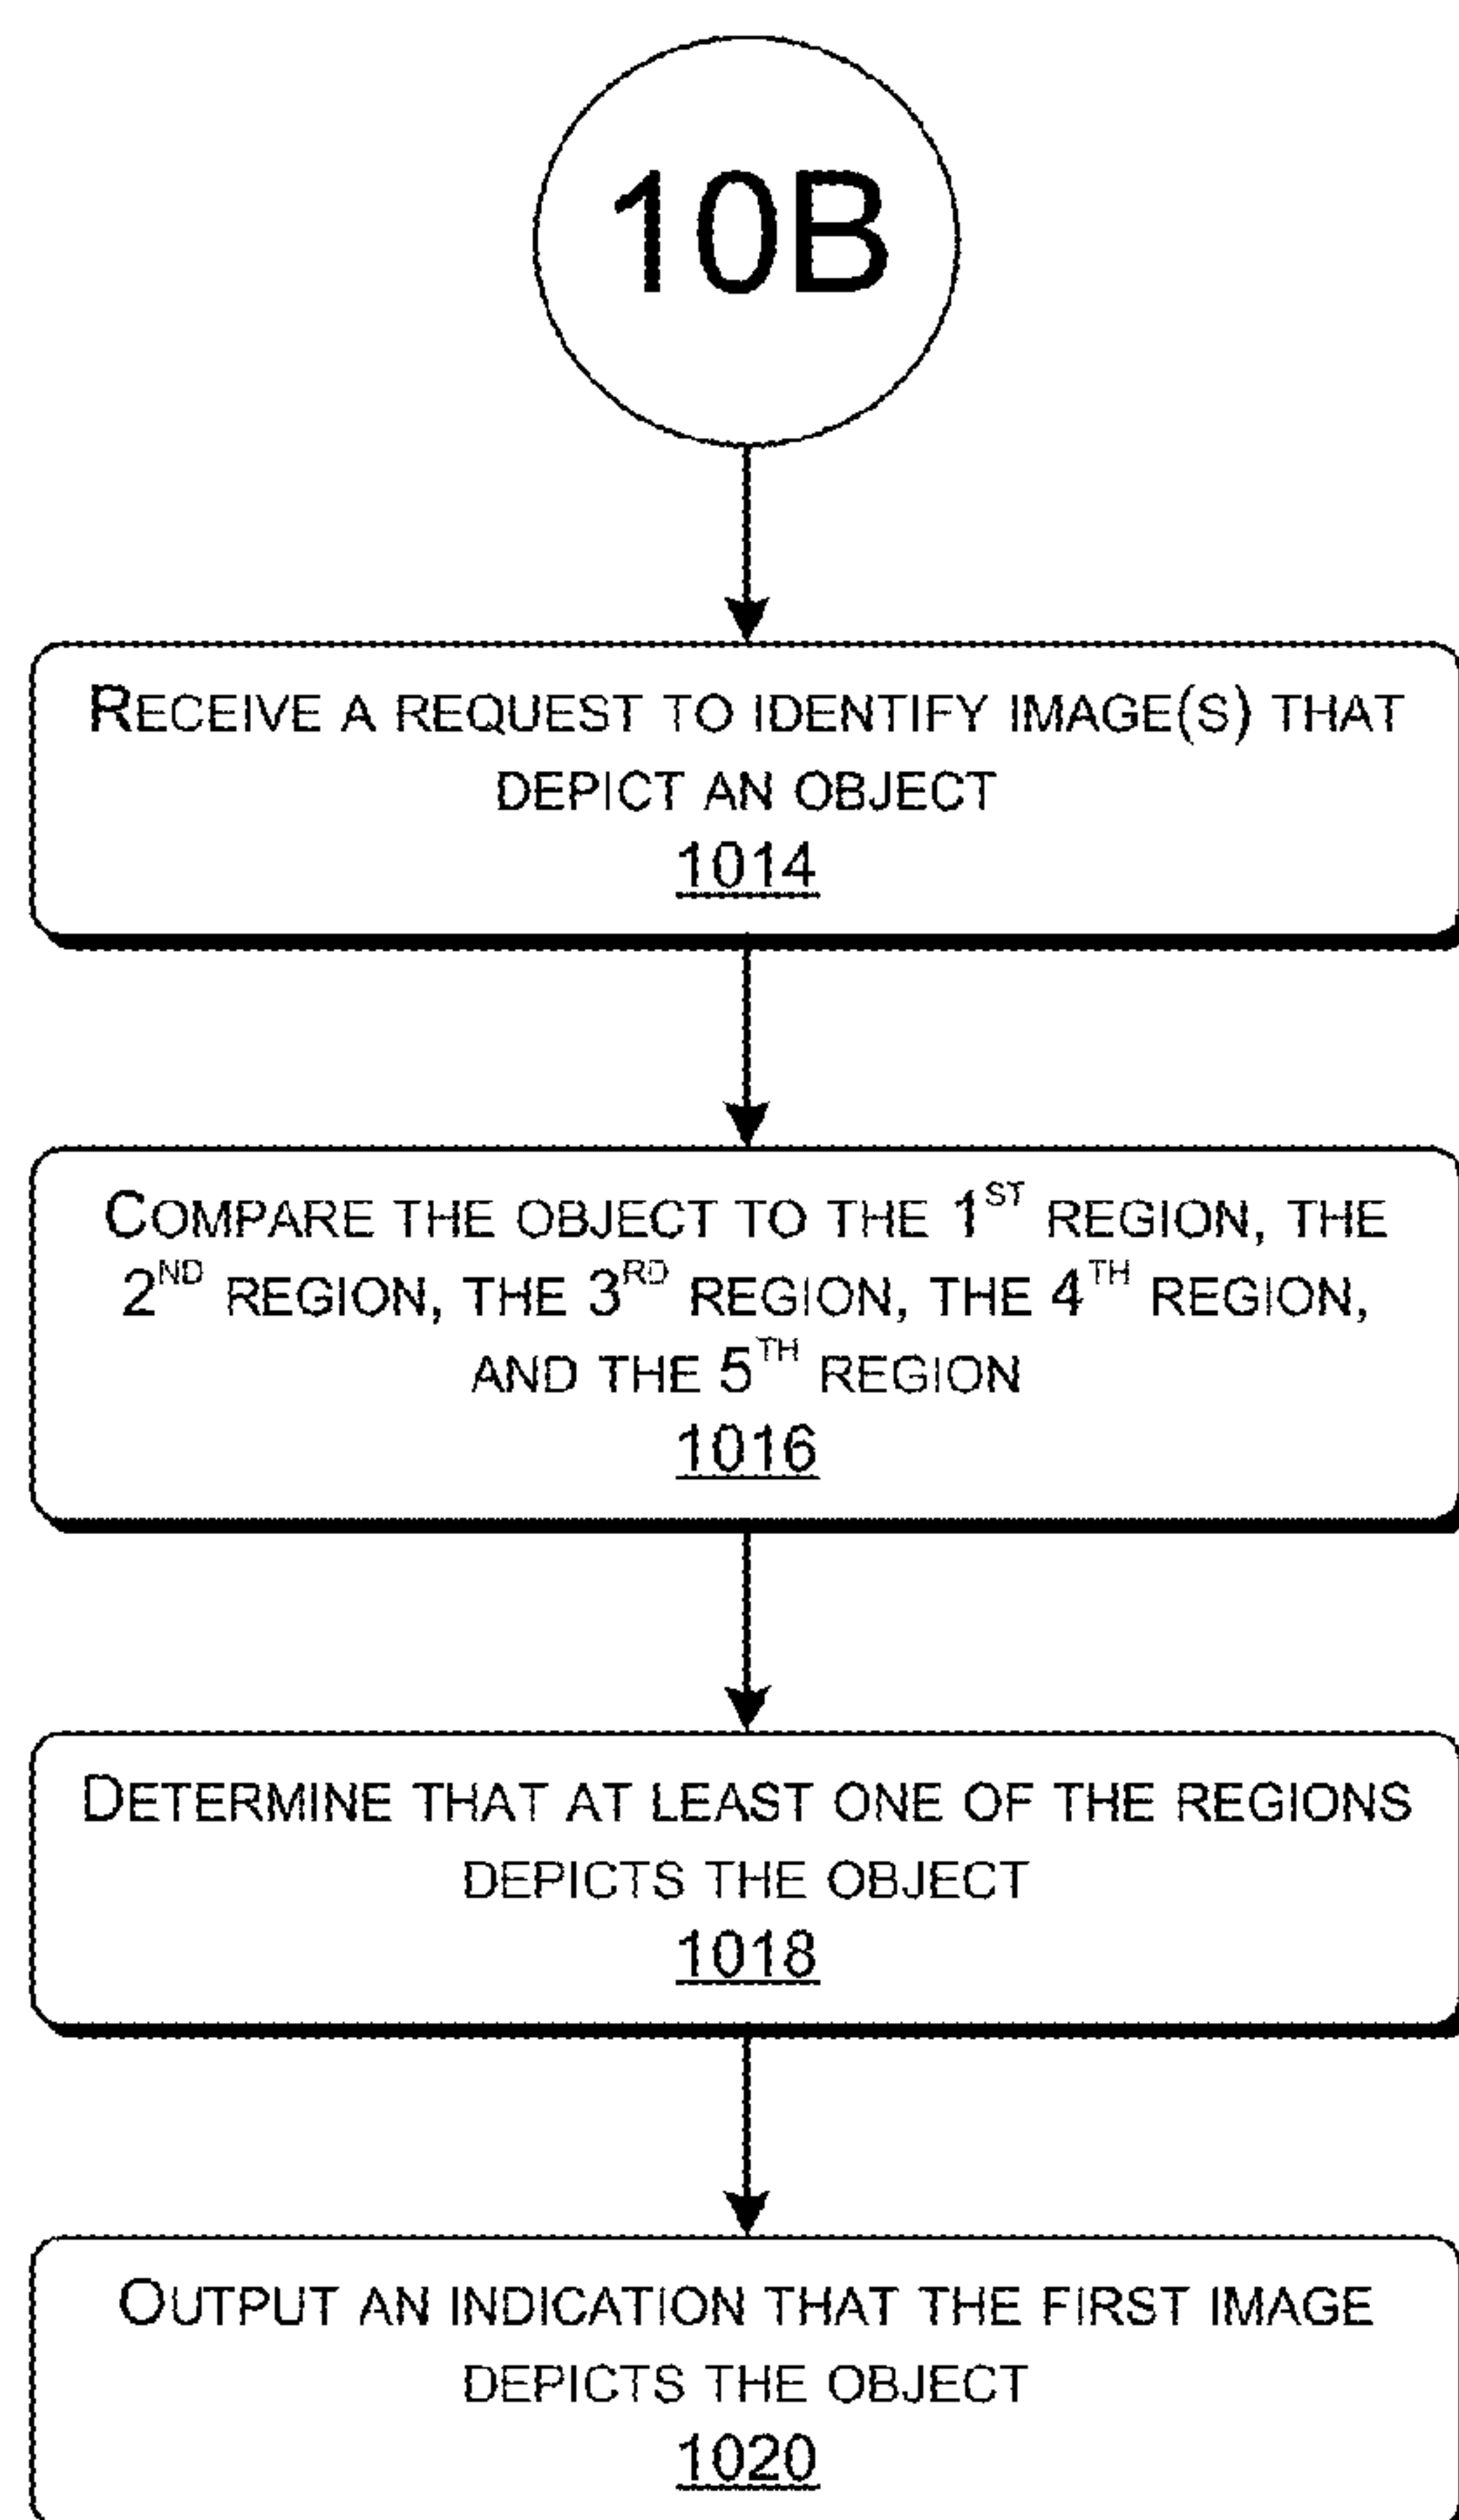 10B
RECEIVE A REQUEST TO IDENTIFY IMAGE(S) THAT
DEPICT AN OBJECT
1014
COMPARE THE OBJECT TO THE 1ST REGION, THE
2ND REGION, THE 3RD REGION, THE 4TH REGION,
AND THE 5TH REGION
1016
DETERMINE THAT AT LEAST ONE OF THE REGIONS
DEPICTS THE OBJECT
1018
OUTPUT AN INDICATION THAT THE FIRST IMAGE
DEPICTS THE OBJECT
1020